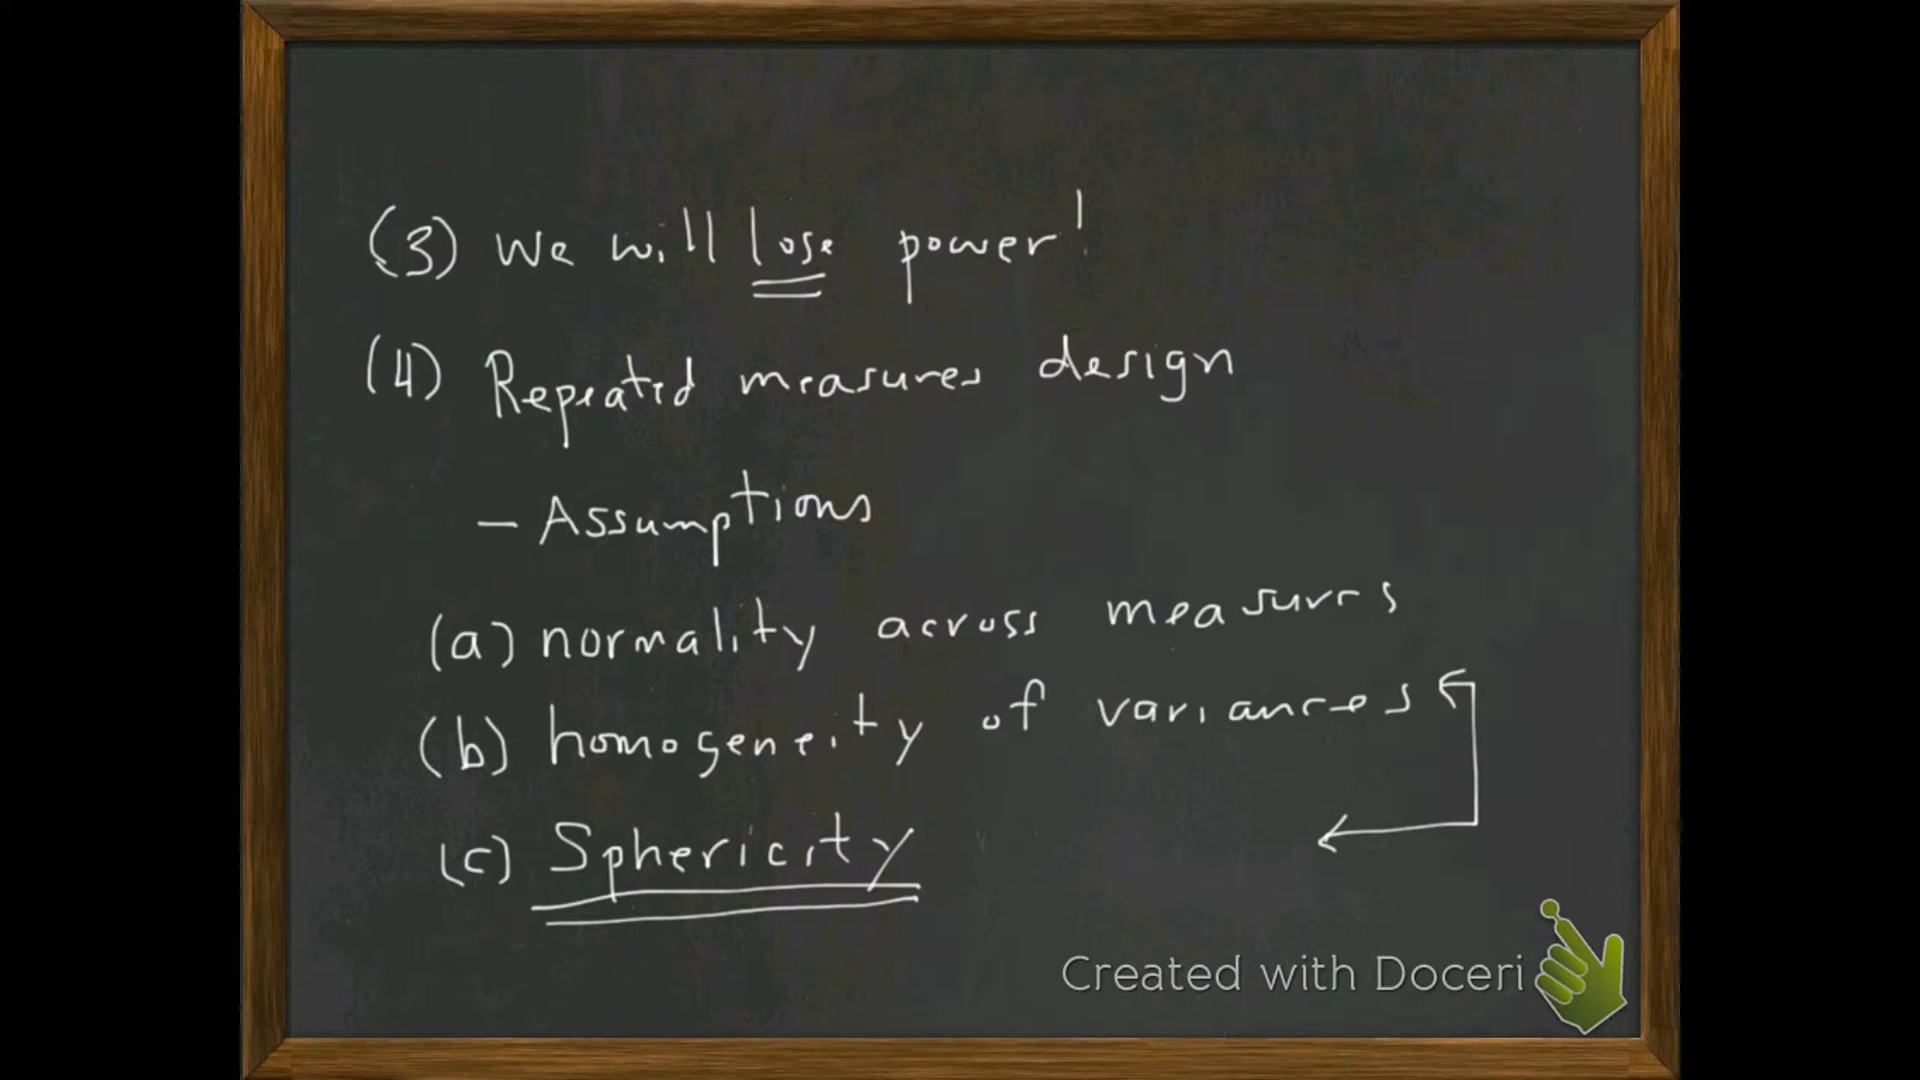 (3) We will lose power!
(4) Repeated measures design
- Assumptions
(a) normality across measures
(b) homogeneity of variances
(c) Sphericity
Created with Doceri